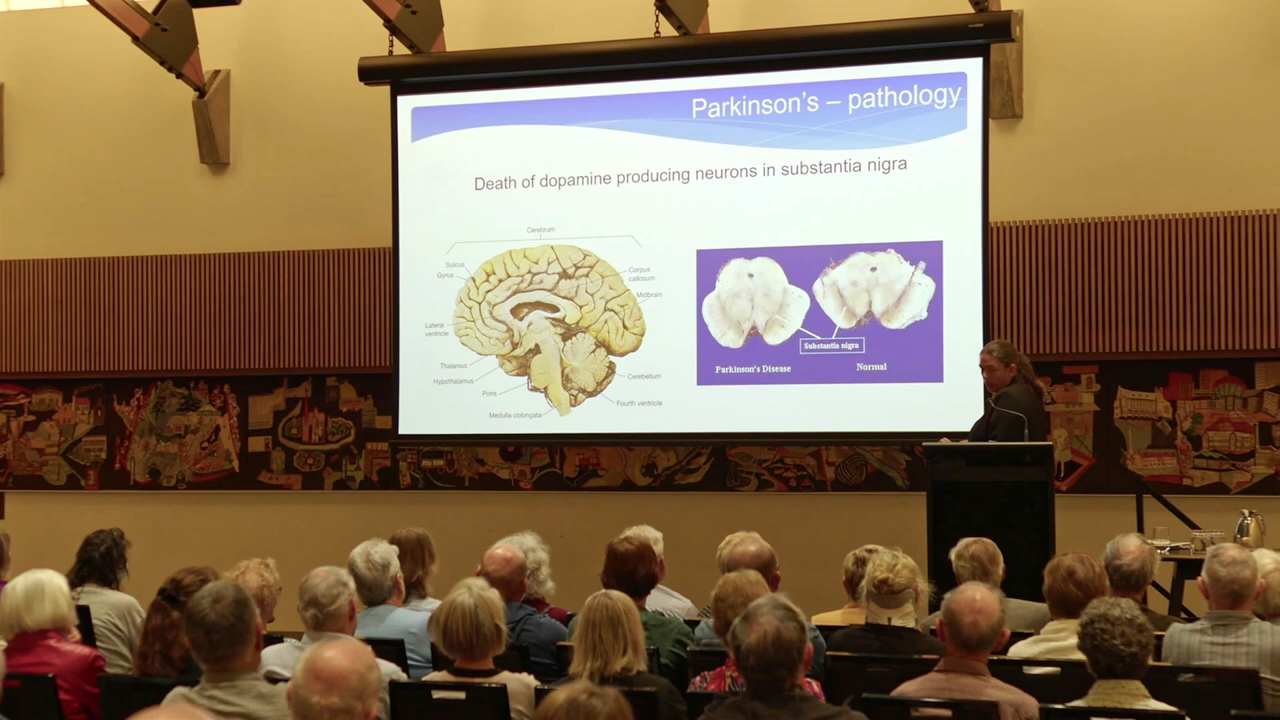 Parkinson's – pathology
Death of dopamine producing neurons in substantia nigra
Cerebrum
Sulcus
Gyrus
Corpus
callosum
Midbrain
Lateral
ventricle
Thalamus
Hypothalamus
Pons
Medulla oblongata
Cerebellum
Fourth ventricle
Substantia nigra
Parkinson's Disease
Normal